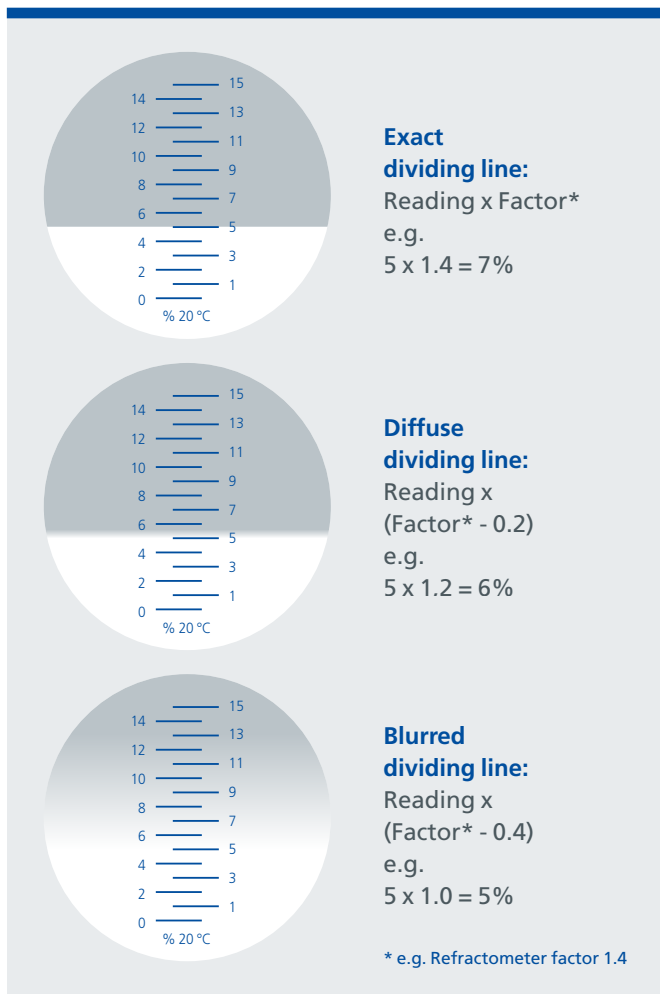 15
14
13
12
11
10
9
8
7
6
5
4
3
2
1
0
% 20 °C
Exact
dividing line:
Reading x Factor*
e.g.
5 x 1.4 = 7%
15
14
13
12
11
10
9
8
7
6
5
4
3
2
1
0
% 20 °C
Diffuse
dividing line:
Reading x
(Factor* - 0.2)
e.g.
5 x 1.2 = 6%
15
14
13
12
11
10
9
8
7
6
5
4
3
2
1
0
% 20 °C
Blurred
dividing line:
Reading x
(Factor* - 0.4)
e.g.
5 x 1.0 = 5%
* e.g. Refractometer factor 1.4